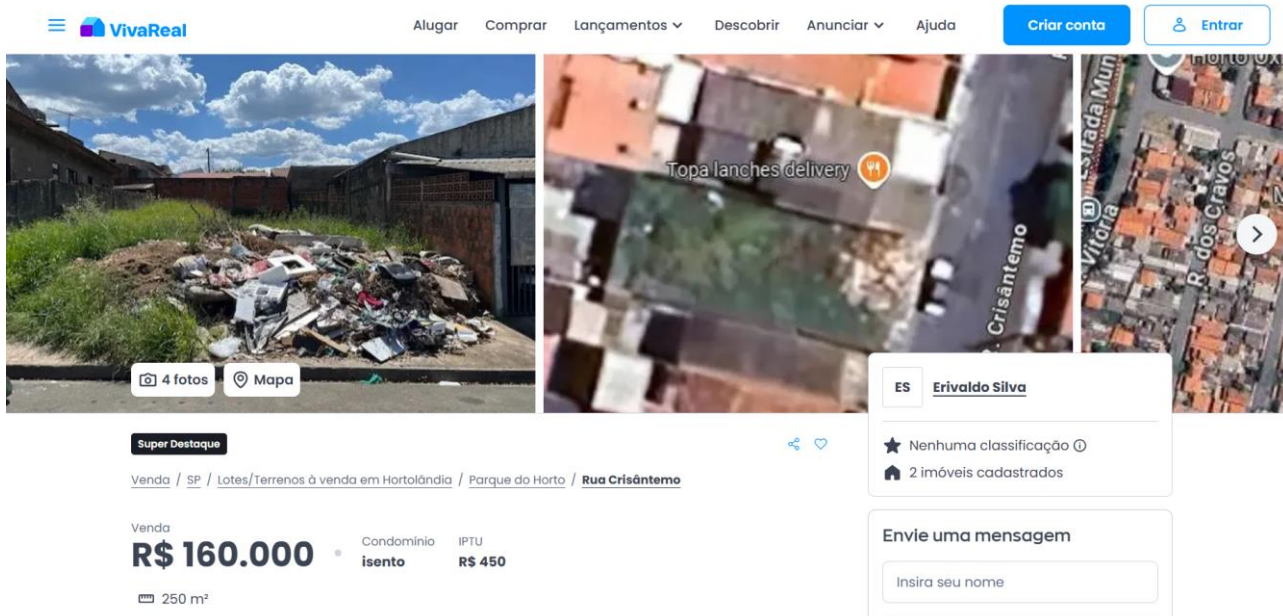 VivaReal
Alugar
Comprar
Lançamentos
Descobrir
Anunciar
Ajuda
Criar conta
Entrar
Topa lanches delivery
R. Crisântemo
Estrada Mun
Vitória
R. dos Cravos
Horto
4 fotos
Mapa
ES
Erivaldo Silva
Nenhuma classificação
2 imóveis cadastrados
Super Destaque
Venda / SP / Lotes/Terrenos à venda em Hortolândia / Parque do Horto / Rua Crisântemo
Venda
R$ 160.000
Condomínio
isento
IPTU
R$ 450
250 m²
Envie uma mensagem
Insira seu nome